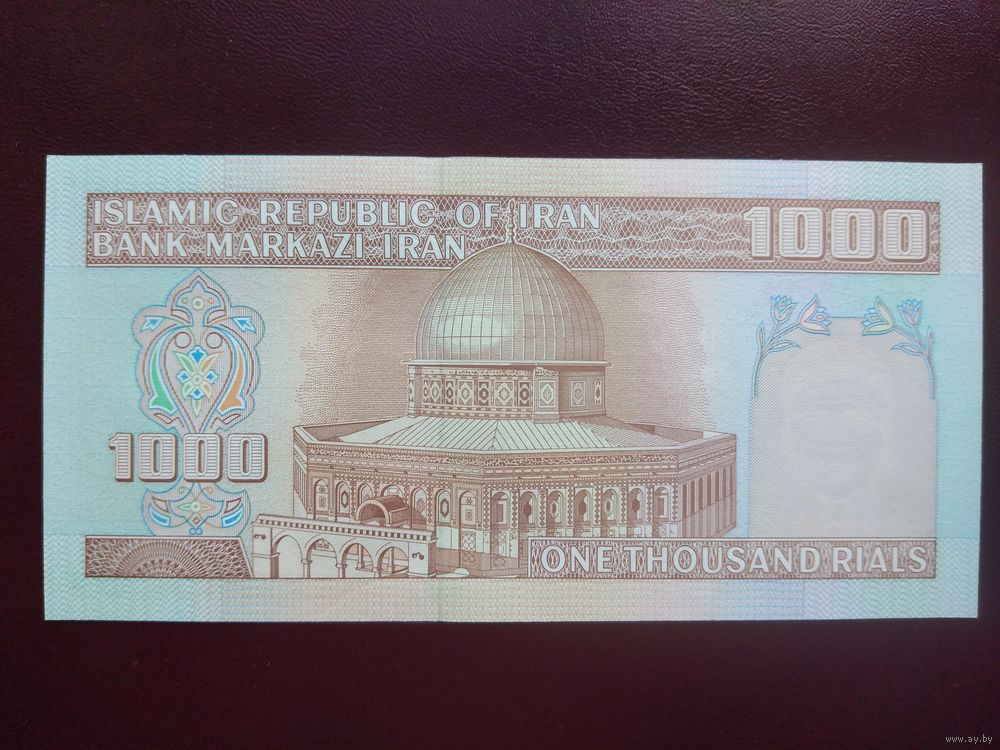 ISLAMIC REPUBLIC OF IRAN
BANK MARKAZI IRAN
1000
1000
ONE THOUSAND RIALS
www.ay.by